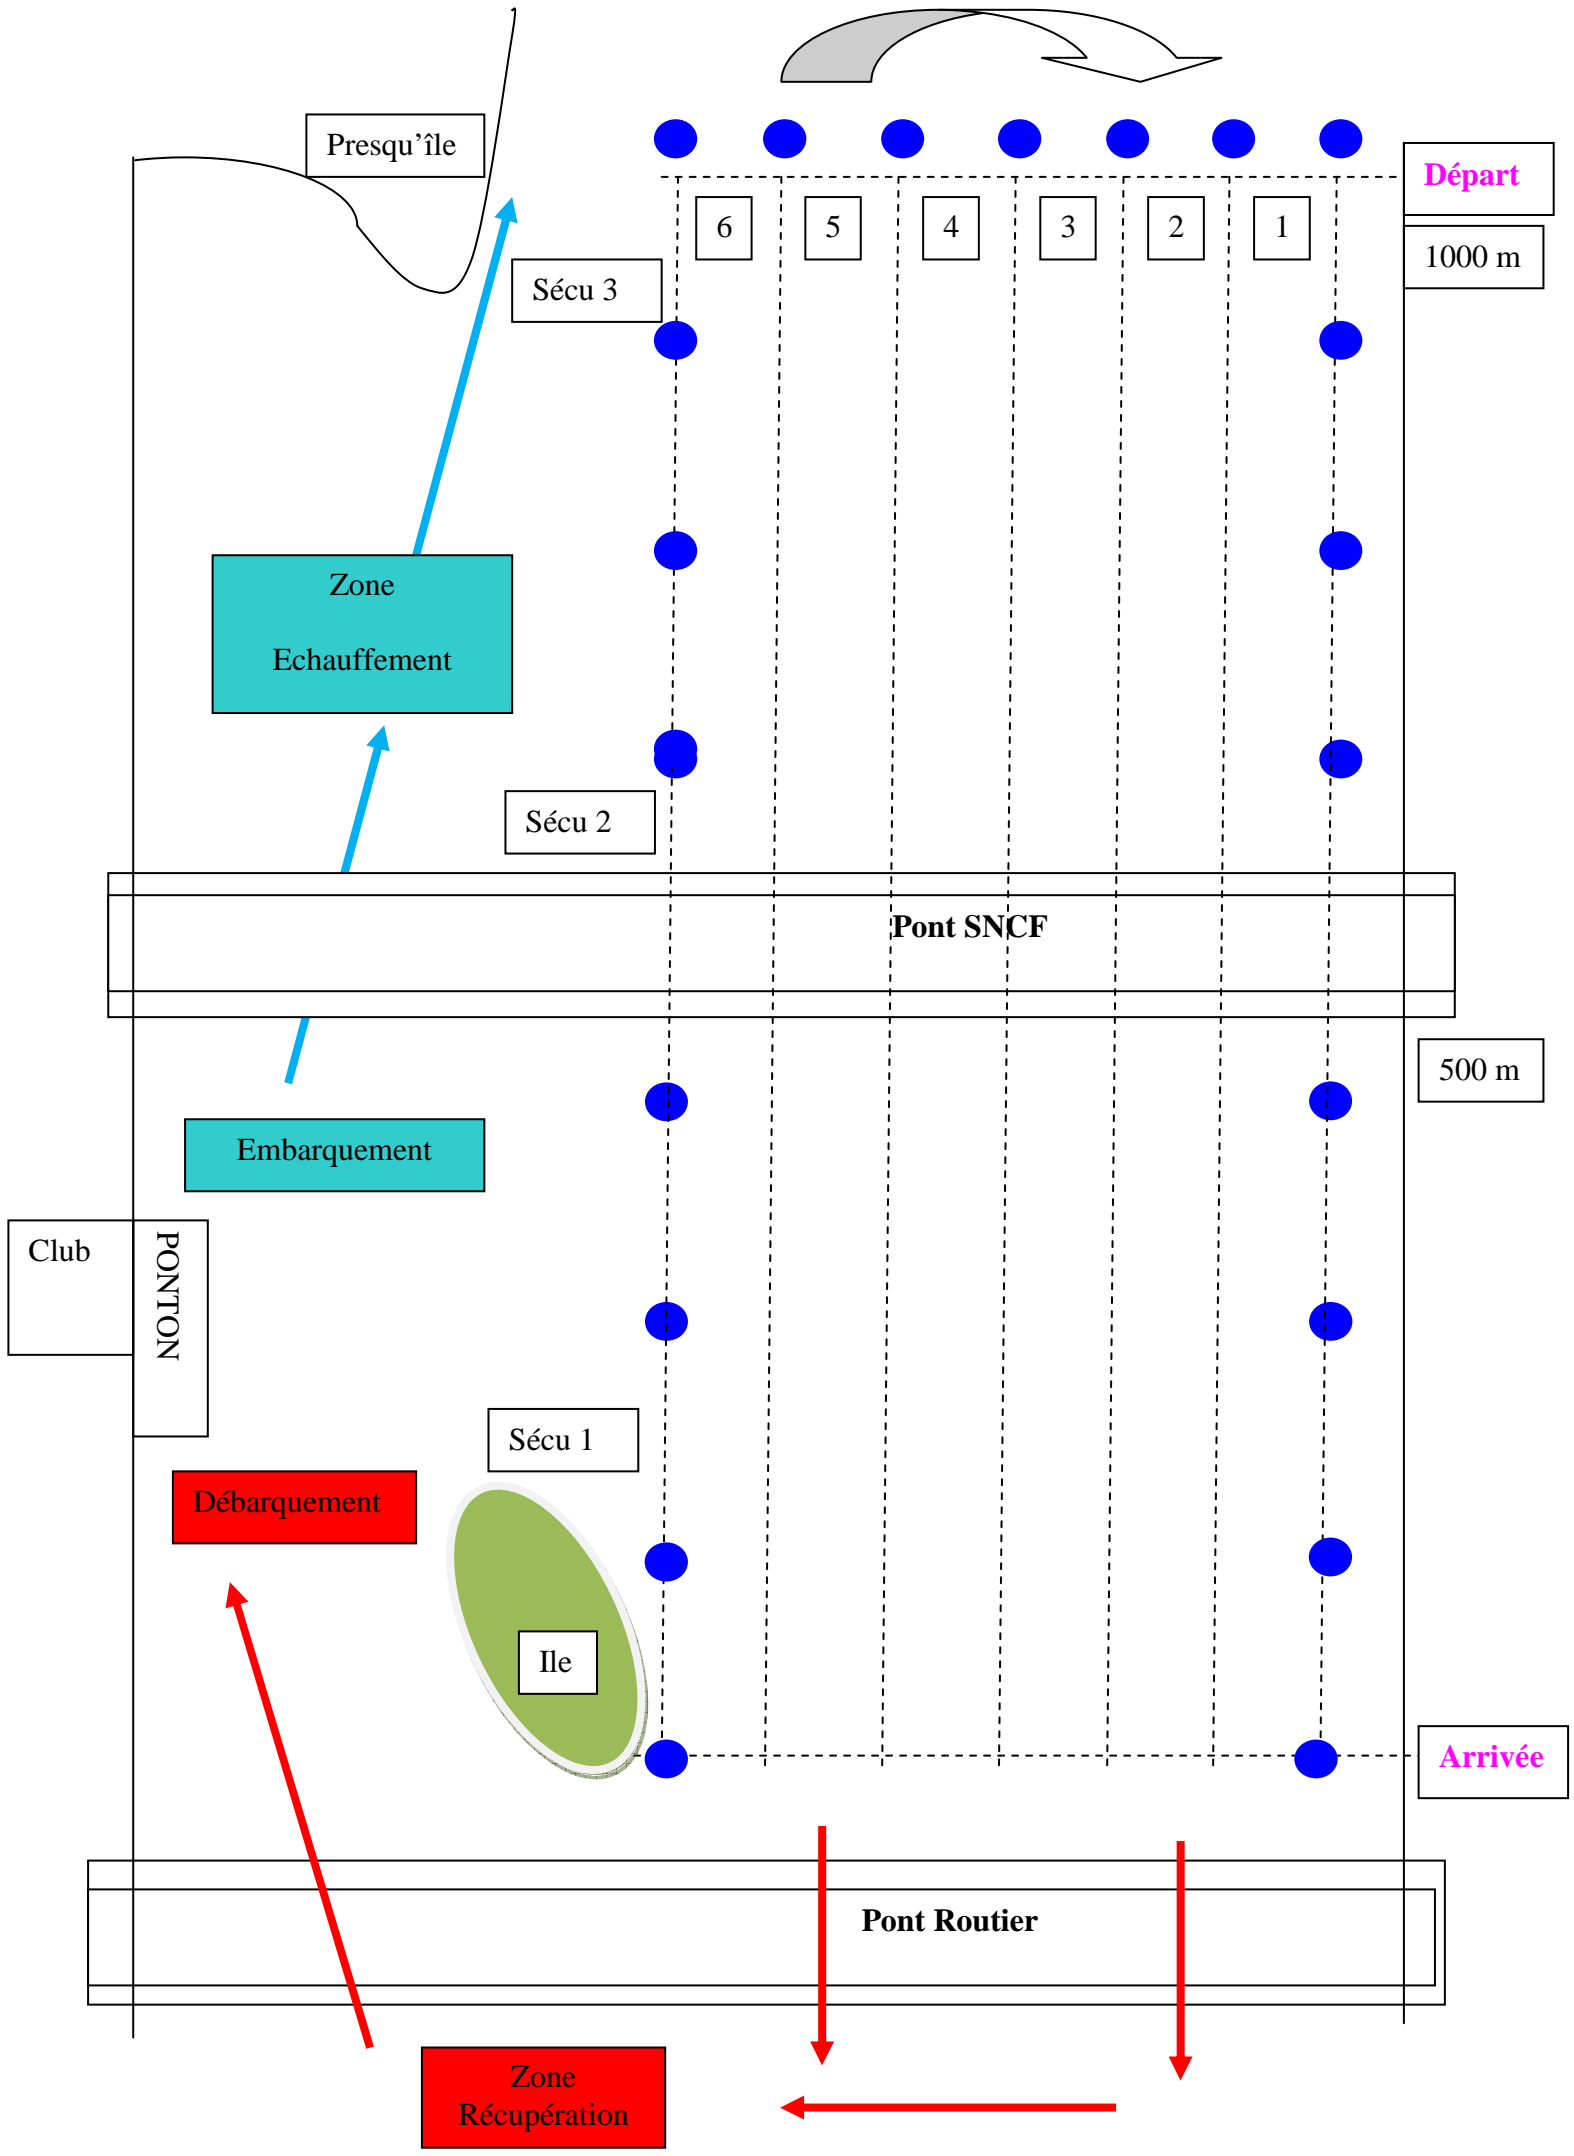 Presqu'île
Départ
6
5
4
3
2
1
1000 m
Sécu 3
Zone
Echauffement
Sécu 2
Pont SNCF
500 m
Embarquement
Club
PONTON
Sécu 1
Débarquement
Ile
Arrivée
Pont Routier
Zone
Récupération